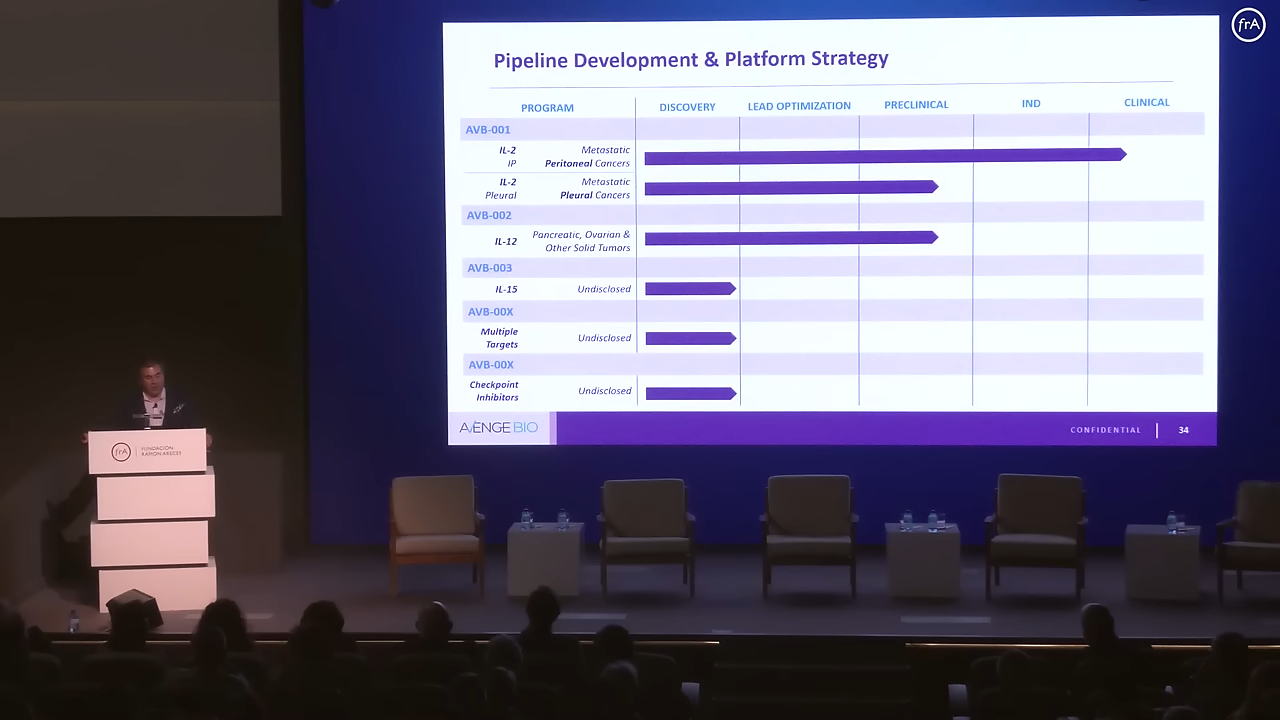 frA
Pipeline Development & Platform Strategy
PROGRAM DISCOVERY LEAD OPTIMIZATION PRECLINICAL IND CLINICAL
AVB-001
IL-2 Metastatic
IP Peritoneal Cancers
IL-2 Metastatic
Pleural Pleural Cancers
AVB-002
IL-12 Pancreatic, Ovarian &
Other Solid Tumors
AVB-003
IL-15 Undisclosed
AVB-00X
Multiple
Targets Undisclosed
AVB-00X
Checkpoint
Inhibitors Undisclosed
AVENGE BIO CONFIDENTIAL 34
frA FUNDACIÓN
RAMÓN ARECES